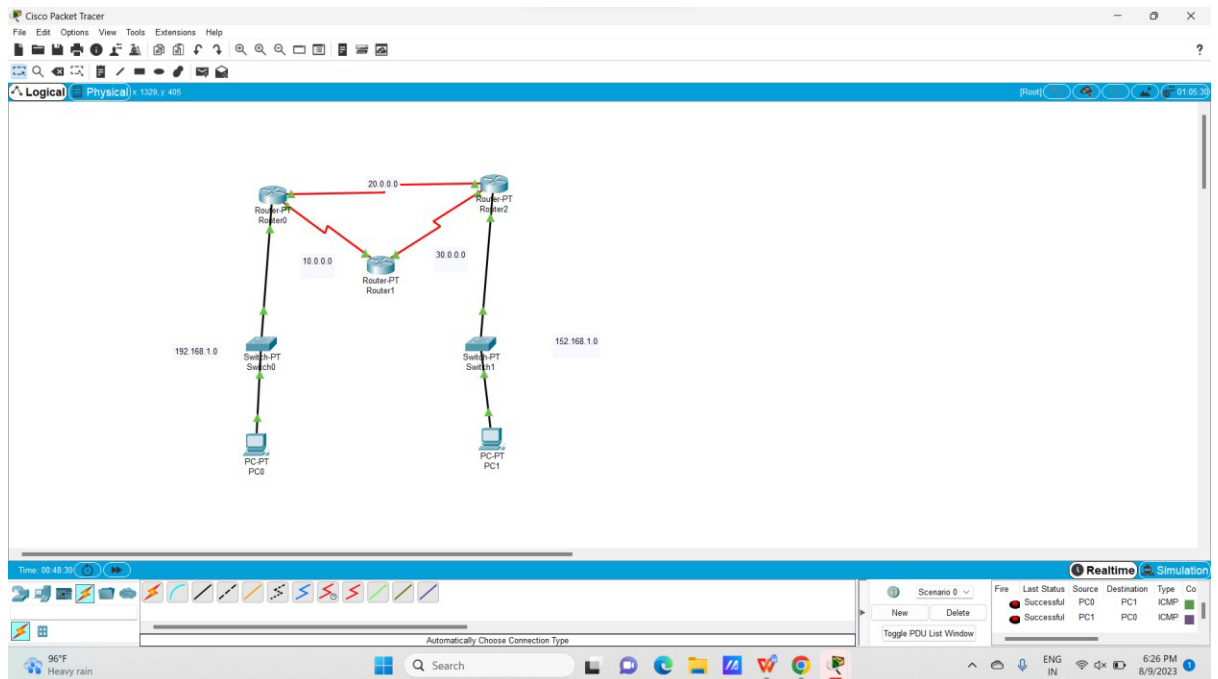 Cisco Packet Tracer
File Edit Options View Tools Extensions Help
?
Logical Physical x: 1329, y: 405 [Root] 01:05:30
20.0.0.0
Router-PT
Router0
Router-PT
Router2
10.0.0.0
30.0.0.0
Router-PT
Router1
192.168.1.0
Switch-PT
Switch0
Switch-PT
Switch1
152.168.1.0
PC-PT
PC0
PC-PT
PC1
Time: 00:48:30 Realtime Simulation
Scenario 0
New Delete
Toggle PDU List Window
Fire Last Status Source Destination Type Co
Successful PC0 PC1 ICMP
Successful PC1 PC0 ICMP
Automatically Choose Connection Type
96°F
Heavy rain
Search
ENG
IN
6:26 PM
8/9/2023